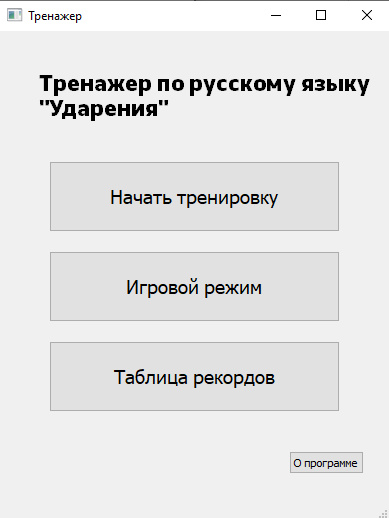 Тренажер
Тренажер по русскому языку
"Ударения"
Начать тренировку
Игровой режим
Таблица рекордов
О программе